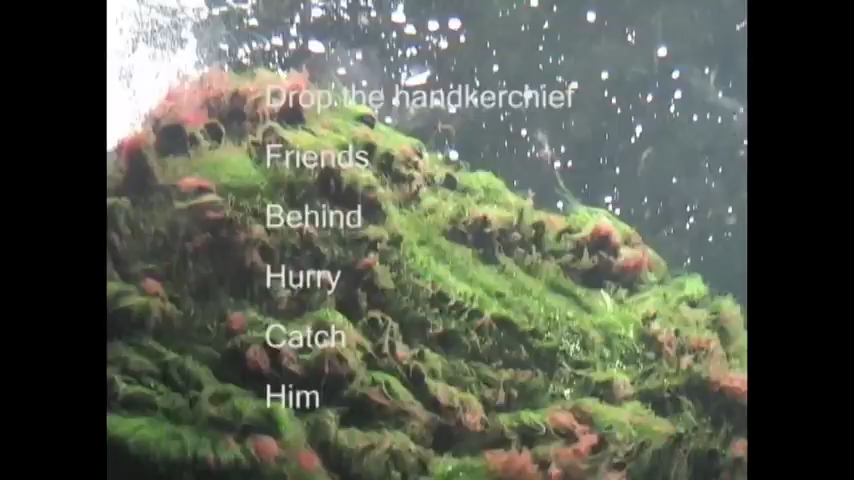 Drop the handkerchief
Friends
Behind
Hurry
Catch
Him